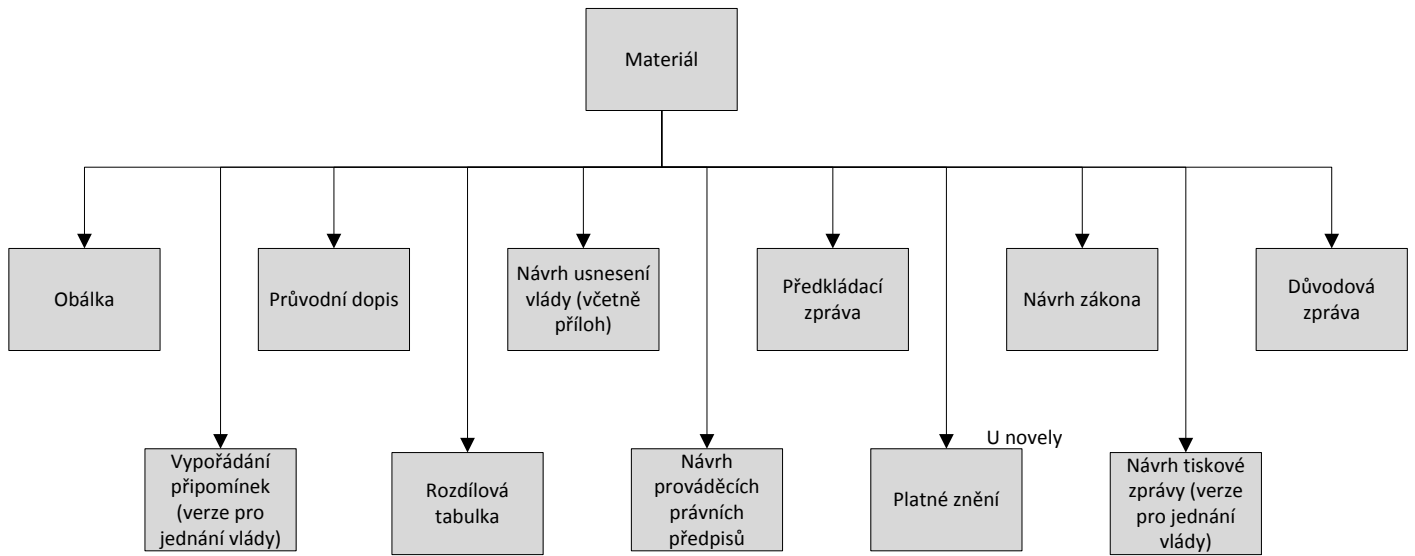 Materiál
Obálka
Průvodní dopis
Návrh usnesení
vlády (včetně
příloh)
Předkládací
zpráva
Návrh zákona
Důvodová
zpráva
Vypořádání
připomínek
(verze pro
jednání vlády)
Rozdílová
tabulka
Návrh
prováděcích
právních
předpisů
U novely
Platné znění
Návrh tiskové
zprávy (verze
pro jednání
vlády)